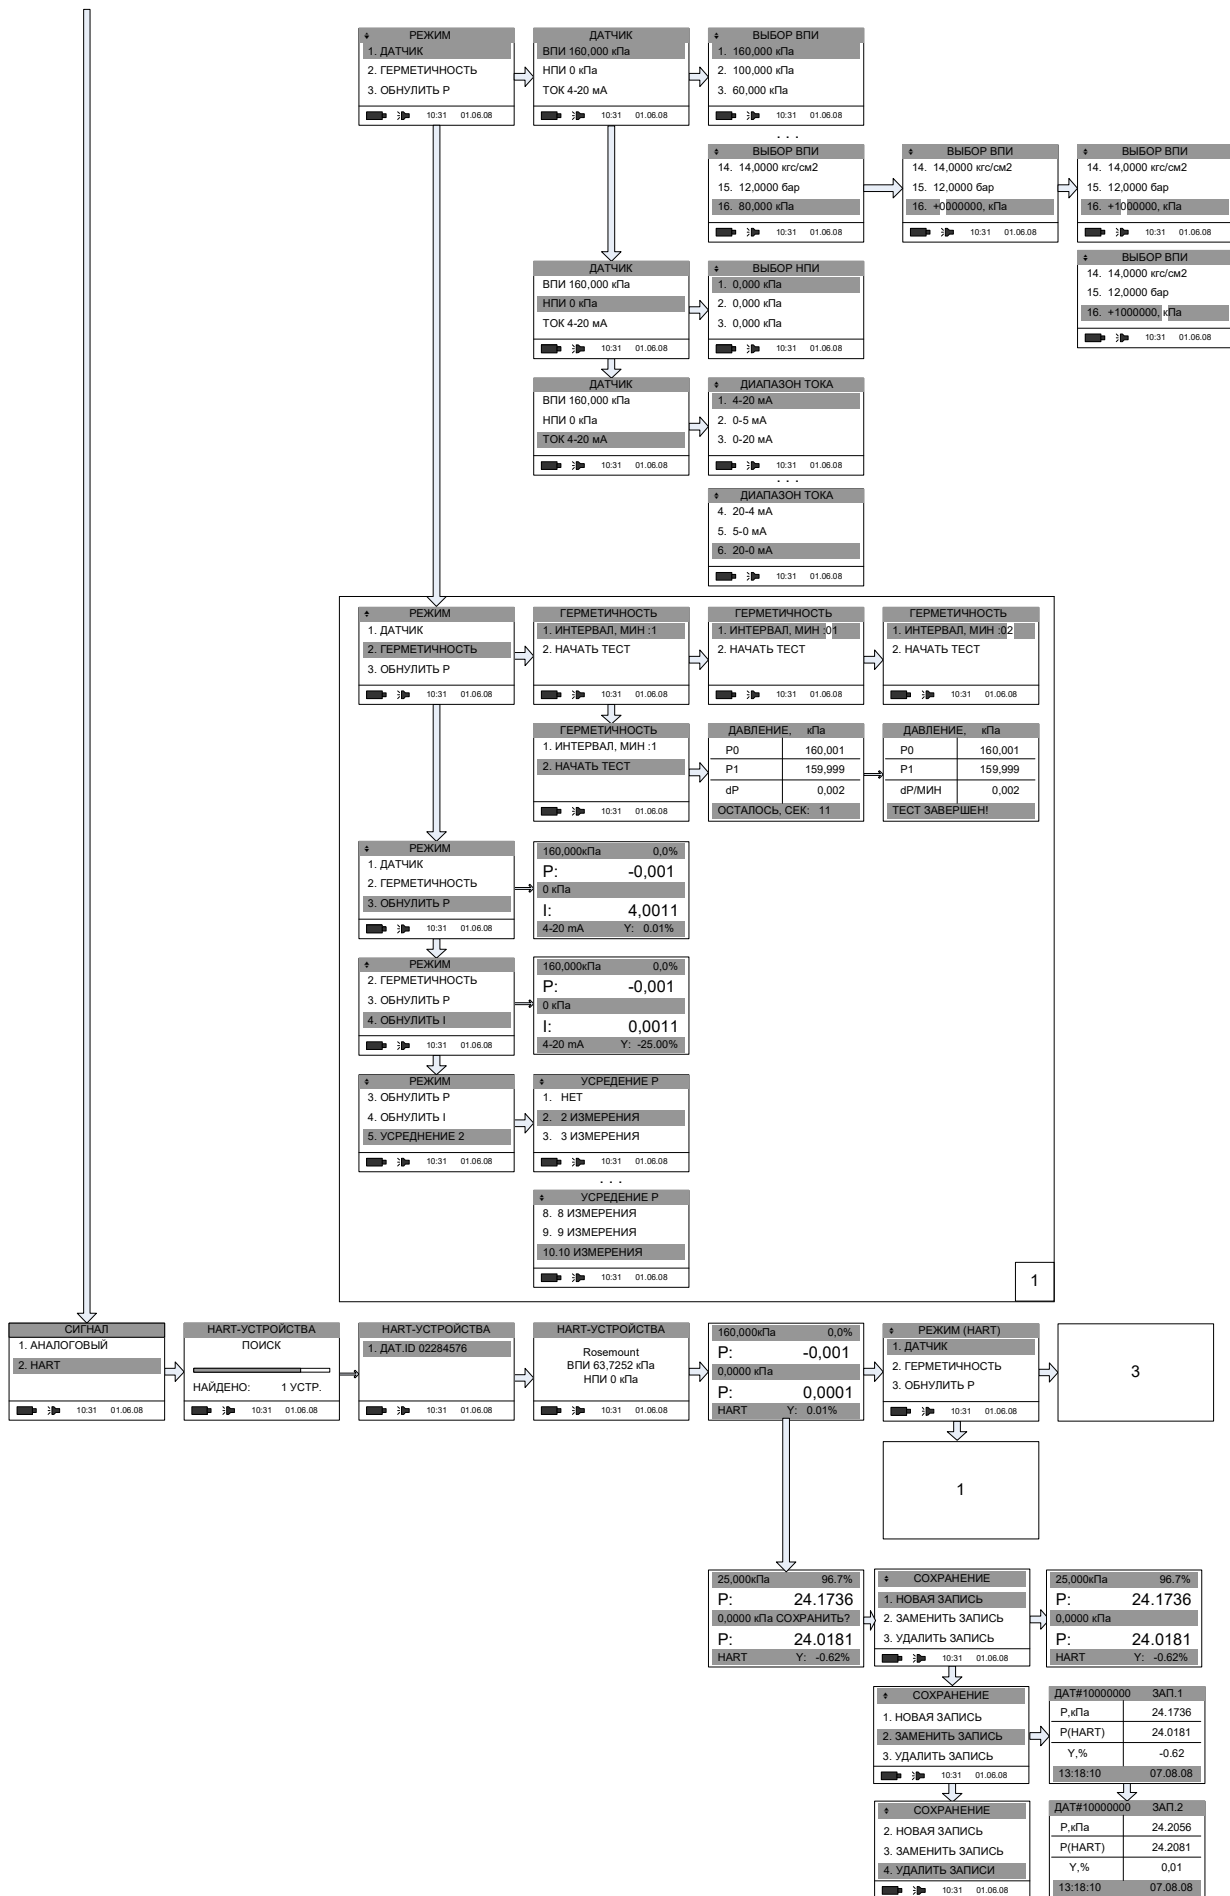 РЕЖИМ
1. ДАТЧИК
2. ГЕРМЕТИЧНОСТЬ
3. ОБНУЛИТЬ P
10:31 01.06.08
ДАТЧИК
ВПИ 160,000 кПа
НПИ 0 кПа
ТОК 4-20 мА
10:31 01.06.08
ВЫБОР ВПИ
1. 160,000 кПа
2. 100,000 кПа
3. 60,000 кПа
10:31 01.06.08
. . .
ВЫБОР ВПИ
14. 14,0000 кгс/см2
15. 12,0000 бар
16. 80,000 кПа
10:31 01.06.08
ВЫБОР ВПИ
14. 14,0000 кгс/см2
15. 12,0000 бар
16. +0000000, кПа
10:31 01.06.08
ВЫБОР ВПИ
14. 14,0000 кгс/см2
15. 12,0000 бар
16. +1000000, кПа
10:31 01.06.08
ВЫБОР ВПИ
14. 14,0000 кгс/см2
15. 12,0000 бар
16. +1000000, кПа
10:31 01.06.08
ДАТЧИК
ВПИ 160,000 кПа
НПИ 0 кПа
ТОК 4-20 мА
10:31 01.06.08
ВЫБОР НПИ
1. 0,000 кПа
2. 0,000 кПа
3. 0,000 кПа
10:31 01.06.08
ДАТЧИК
ВПИ 160,000 кПа
НПИ 0 кПа
ТОК 4-20 мА
10:31 01.06.08
ДИАПАЗОН ТОКА
1. 4-20 мА
2. 0-5 мА
3. 0-20 мА
10:31 01.06.08
. . .
ДИАПАЗОН ТОКА
4. 20-4 мА
5. 5-0 мА
6. 20-0 мА
10:31 01.06.08
РЕЖИМ
1. ДАТЧИК
2. ГЕРМЕТИЧНОСТЬ
3. ОБНУЛИТЬ P
10:31 01.06.08
ГЕРМЕТИЧНОСТЬ
1. ИНТЕРВАЛ, МИН :1
2. НАЧАТЬ ТЕСТ
10:31 01.06.08
ГЕРМЕТИЧНОСТЬ
1. ИНТЕРВАЛ, МИН :01
2. НАЧАТЬ ТЕСТ
10:31 01.06.08
ГЕРМЕТИЧНОСТЬ
1. ИНТЕРВАЛ, МИН :02
2. НАЧАТЬ ТЕСТ
10:31 01.06.08
ГЕРМЕТИЧНОСТЬ
1. ИНТЕРВАЛ, МИН :1
2. НАЧАТЬ ТЕСТ
10:31 01.06.08
ДАВЛЕНИЕ, кПа
P0 160,001
P1 159,999
dP 0,002
ОСТАЛОСЬ, СЕК: 11
ДАВЛЕНИЕ, кПа
P0 160,001
P1 159,999
dP/МИН 0,002
ТЕСТ ЗАВЕРШЕН!
РЕЖИМ
1. ДАТЧИК
2. ГЕРМЕТИЧНОСТЬ
3. ОБНУЛИТЬ P
10:31 01.06.08
160,000кПа 0,0%
P: -0,001
0 кПа
I: 4,0011
4-20 mA Y: 0.01%
РЕЖИМ
2. ГЕРМЕТИЧНОСТЬ
3. ОБНУЛИТЬ P
4. ОБНУЛИТЬ I
10:31 01.06.08
160,000кПа 0,0%
P: -0,001
0 кПа
I: 0,0011
4-20 mA Y: -25.00%
РЕЖИМ
3. ОБНУЛИТЬ P
4. ОБНУЛИТЬ I
5. УСРЕДНЕНИЕ 2
10:31 01.06.08
УСРЕДЕНИЕ P
1. НЕТ
2. 2 ИЗМЕРЕНИЯ
3. 3 ИЗМЕРЕНИЯ
10:31 01.06.08
. . .
УСРЕДЕНИЕ P
8. 8 ИЗМЕРЕНИЯ
9. 9 ИЗМЕРЕНИЯ
10.10 ИЗМЕРЕНИЯ
10:31 01.06.08
1
СИГНАЛ
1. АНАЛОГОВЫЙ
2. HART
10:31 01.06.08
HART-УСТРОЙСТВА
ПОИСК
НАЙДЕНО: 1 УСТР.
10:31 01.06.08
HART-УСТРОЙСТВА
1. ДАТ.ID 02284576
10:31 01.06.08
HART-УСТРОЙСТВА
Rosemount
ВПИ 63,7252 кПа
НПИ 0 кПа
10:31 01.06.08
160,000кПа 0,0%
P: -0,001
0,0000 кПа
P: 0,0001
HART Y: 0.01%
РЕЖИМ (HART)
1. ДАТЧИК
2. ГЕРМЕТИЧНОСТЬ
3. ОБНУЛИТЬ P
10:31 01.06.08
3
1
25,000кПа 96.7%
P: 24.1736
0,0000 кПа СОХРАНИТЬ?
P: 24.0181
HART Y: -0.62%
СОХРАНЕНИЕ
1. НОВАЯ ЗАПИСЬ
2. ЗАМЕНИТЬ ЗАПИСЬ
3. УДАЛИТЬ ЗАПИСЬ
10:31 01.06.08
25,000кПа 96.7%
P: 24.1736
0,0000 кПа
P: 24.0181
HART Y: -0.62%
СОХРАНЕНИЕ
1. НОВАЯ ЗАПИСЬ
2. ЗАМЕНИТЬ ЗАПИСЬ
3. УДАЛИТЬ ЗАПИСЬ
10:31 01.06.08
ДАТ#10000000 ЗАП.1
P,кПа 24.1736
P(HART) 24.0181
Y,% -0.62
13:18:10 07.08.08
СОХРАНЕНИЕ
2. НОВАЯ ЗАПИСЬ
3. ЗАМЕНИТЬ ЗАПИСЬ
4. УДАЛИТЬ ЗАПИСИ
10:31 01.06.08
ДАТ#10000000 ЗАП.2
P,кПа 24.2056
P(HART) 24.2081
Y,% 0,01
13:18:10 07.08.08